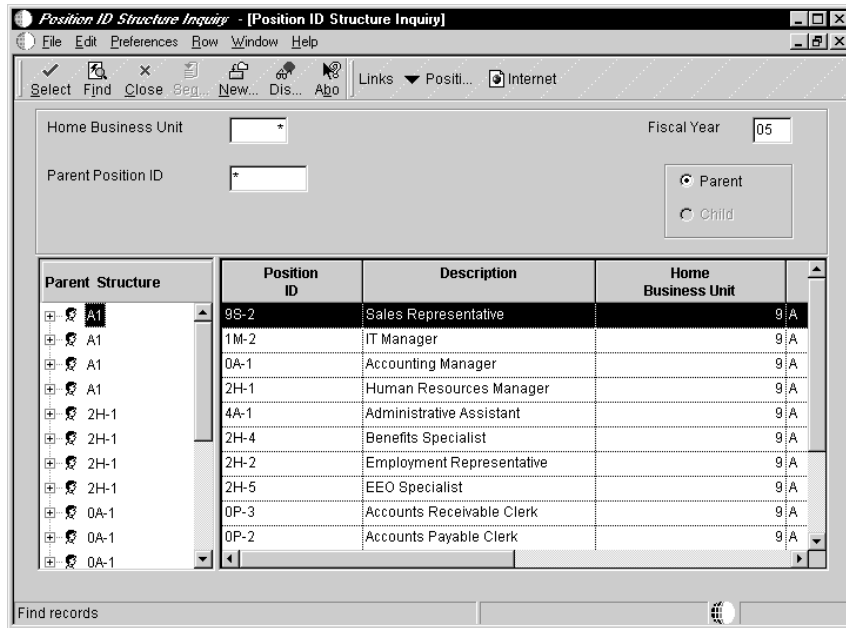 Position ID Structure Inquiry - [Position ID Structure Inquiry]
File Edit Preferences Row Window Help
Select Find Close Seq... New... Dis... Abo Links Positi... Internet
Home Business Unit * Fiscal Year 05
Parent Position ID *
Parent
Child
Parent Structure
Position ID Description Home Business Unit
A1 9S-2 Sales Representative 9 A
A1 1M-2 IT Manager 9 A
A1 0A-1 Accounting Manager 9 A
A1 2H-1 Human Resources Manager 9 A
2H-1 4A-1 Administrative Assistant 9 A
2H-1 2H-4 Benefits Specialist 9 A
2H-1 2H-2 Employment Representative 9 A
2H-1 2H-5 EEO Specialist 9 A
0A-1 0P-3 Accounts Receivable Clerk 9 A
0A-1 0P-2 Accounts Payable Clerk 9 A
0A-1
Find records